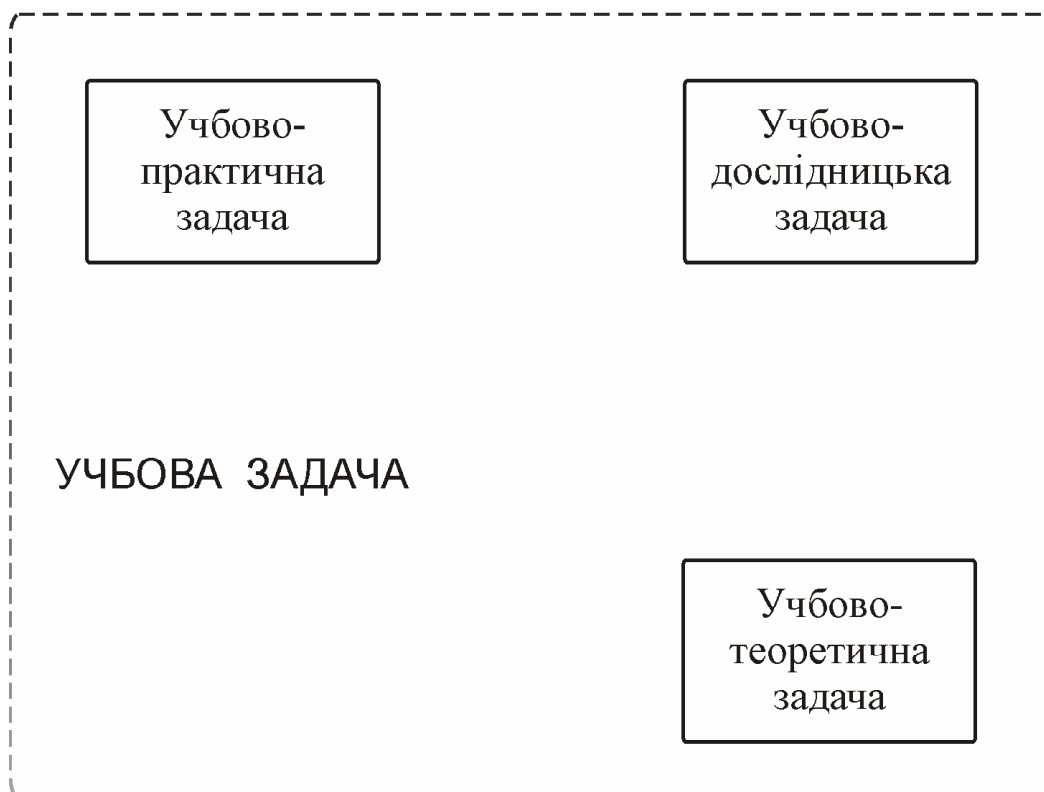 Учбово-
практична
задача
Учбово-
дослідницька
задача
УЧБОВА ЗАДАЧА
Учбово-
теоретична
задача